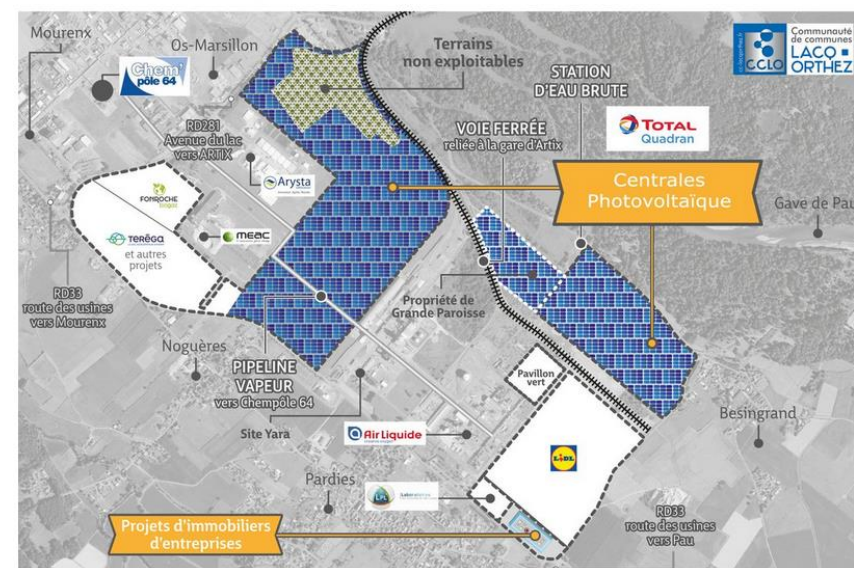 Mourenx
Os-Marsillon
Chem'
pôle 64
Terrains
non exploitables
STATION
D'EAU BRUTE
CCLO
Communauté
de communes
LACQ
ORTHEZ
RD281
Avenue du lac
vers ARTIX
VOIE FERRÉE
reliée à la gare d'Artix
TOTAL
Quadran
Arysta
Centrales
Photovoltaïque
FONROCHE
biogaz
Gave de Pau
TERÉGA
et autres
projets
MEAC
RD33
route des usines
vers Mourenx
Propriété de
Grande Paroisse
Noguères
PIPELINE
VAPEUR
vers Chempôle 64
Pavillon
vert
Site Yara
Besingrand
Air Liquide
LIDL
Pardies
LPL
RD33
route des usines
vers Pau
Projets d'immobiliers
d'entreprises